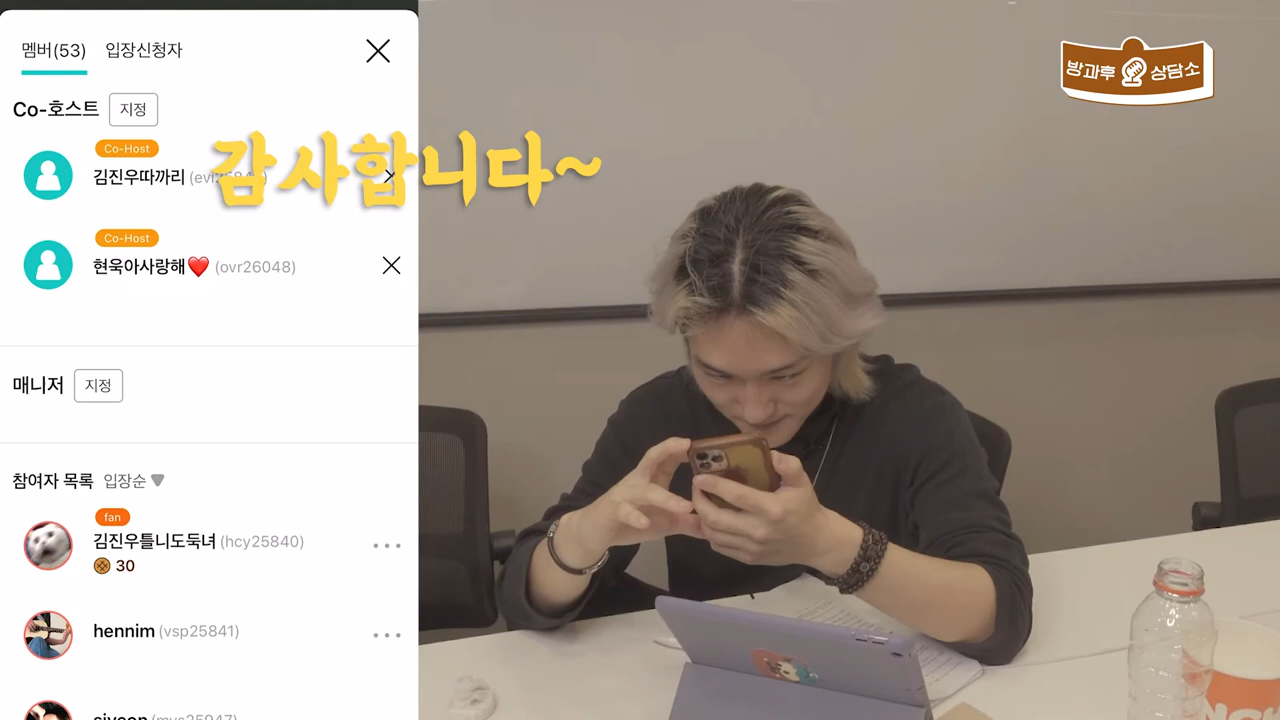 멤버(53) 입장신청자
방과후 상담소
Co-호스트 지정
감사합니다~
Co-Host
김진우따까리
Co-Host
현욱아사랑해❤️ (ovr26048)
매니저 지정
참여자 목록 입장순▼
fan
김진우틀니도둑녀 (hcy25840)
30
hennim (vsp25841)